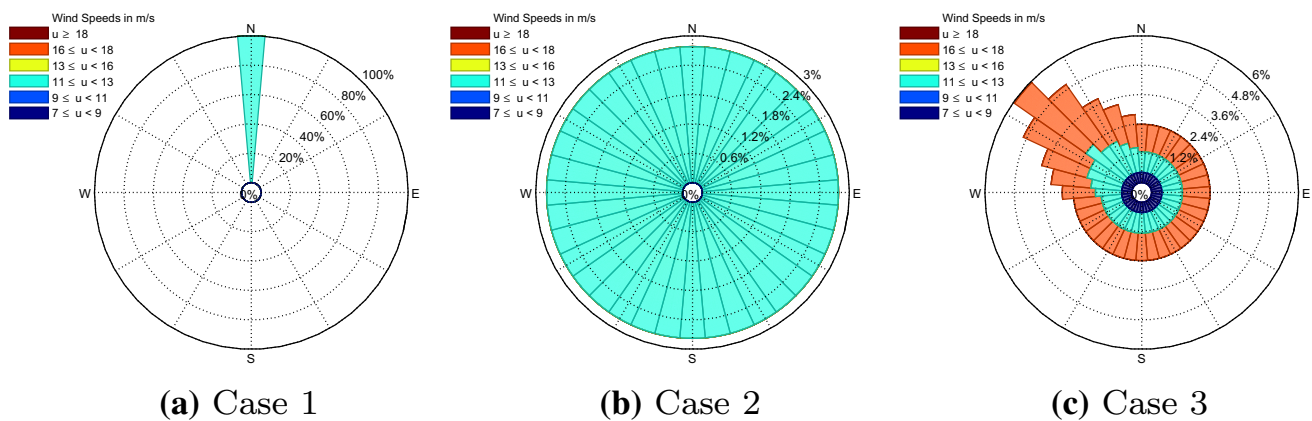 Wind Speeds in m/s
u ≥ 18
16 ≤ u < 18
13 ≤ u < 16
11 ≤ u < 13
9 ≤ u < 11
7 ≤ u < 9
N
100%
80%
60%
40%
20%
0%
W
E
S
(a) Case 1
Wind Speeds in m/s
u ≥ 18
16 ≤ u < 18
13 ≤ u < 16
11 ≤ u < 13
9 ≤ u < 11
7 ≤ u < 9
N
3%
2.4%
1.8%
1.2%
0.6%
0%
W
E
S
(b) Case 2
Wind Speeds in m/s
u ≥ 18
16 ≤ u < 18
13 ≤ u < 16
11 ≤ u < 13
9 ≤ u < 11
7 ≤ u < 9
N
6%
4.8%
3.6%
2.4%
1.2%
0%
W
E
S
(c) Case 3